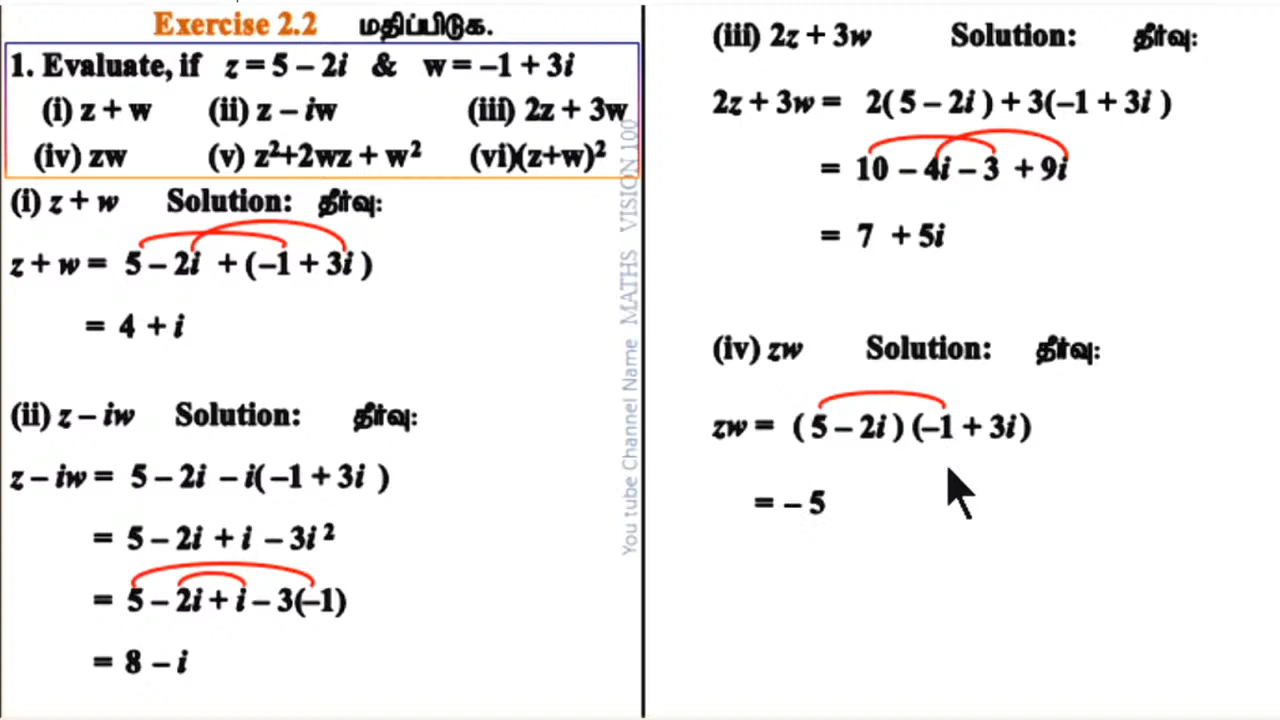 Exercise 2.2 மதிப்பிடுக.
1. Evaluate, if z = 5 – 2i & w = –1 + 3i
(i) z + w (ii) z – iw (iii) 2z + 3w
(iv) zw (v) z²+2wz + w² (vi)(z+w)²
(i) z + w Solution: தீர்வு:
z + w = 5 – 2i + (–1 + 3i )
= 4 + i
(ii) z – iw Solution: தீர்வு:
z – iw = 5 – 2i – i( –1 + 3i )
= 5 – 2i + i – 3i ²
= 5 – 2i + i – 3(–1)
= 8 – i
You tube Channel Name MATHS VISION 100
(iii) 2z + 3w Solution: தீர்வு:
2z + 3w = 2( 5 – 2i ) + 3(–1 + 3i )
= 10 – 4i – 3 + 9i
= 7 + 5i
(iv) zw Solution: தீர்வு:
zw = ( 5 – 2i ) (–1 + 3i )
= – 5